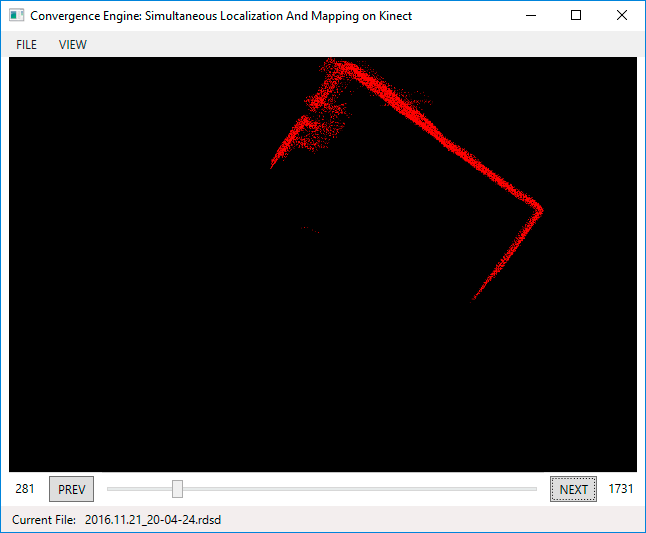 Convergence Engine: Simultaneous Localization And Mapping on Kinect
FILE VIEW
281 PREV NEXT 1731
Current File: 2016.11.21_20-04-24.rdsd